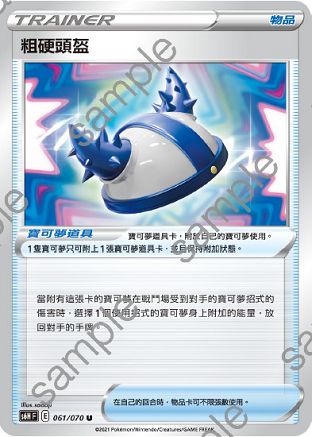 TRAINER 物品
粗硬頭盔
寶可夢道具 寶可夢道具卡，附於自己的寶可夢使用。
1隻寶可夢只可附上1張寶可夢道具卡，並且保持附加狀態。
當附有這張卡的寶可夢在戰鬥場受到對手的寶可夢招式的
傷害時，選擇1個使用招式的寶可夢身上附加的能量，放
回對手的手牌。
Illus. sadaji
S6H F E 061/070 U
在自己的回合時，物品卡可不限張數使用。
©2021 Pokémon/Nintendo/Creatures/GAME FREAK.
sample
sample
sample
sample
sample
sample